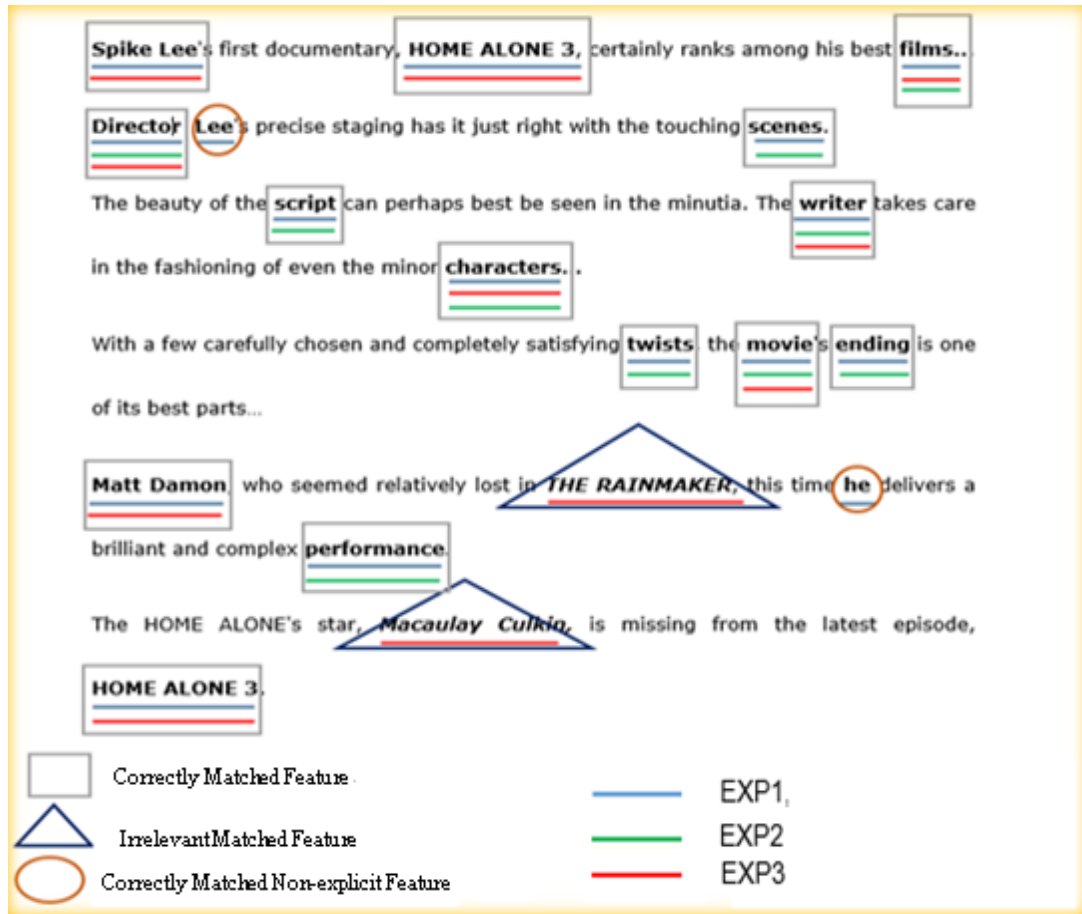 Spike Lee's first documentary, HOME ALONE 3, certainly ranks among his best films...
Director Lee's precise staging has it just right with the touching scenes.
The beauty of the script can perhaps best be seen in the minutia. The writer takes care
in the fashioning of even the minor characters. .
With a few carefully chosen and completely satisfying twists the movie's ending is one
of its best parts...
Matt Damon, who seemed relatively lost in THE RAINMAKER, this time he delivers a
brilliant and complex performance.
The HOME ALONE's star, Macaulay Culkin, is missing from the latest episode,
HOME ALONE 3.
Correctly Matched Feature
EXP1
Irrelevant Matched Feature
EXP2
Correctly Matched Non-explicit Feature
EXP3